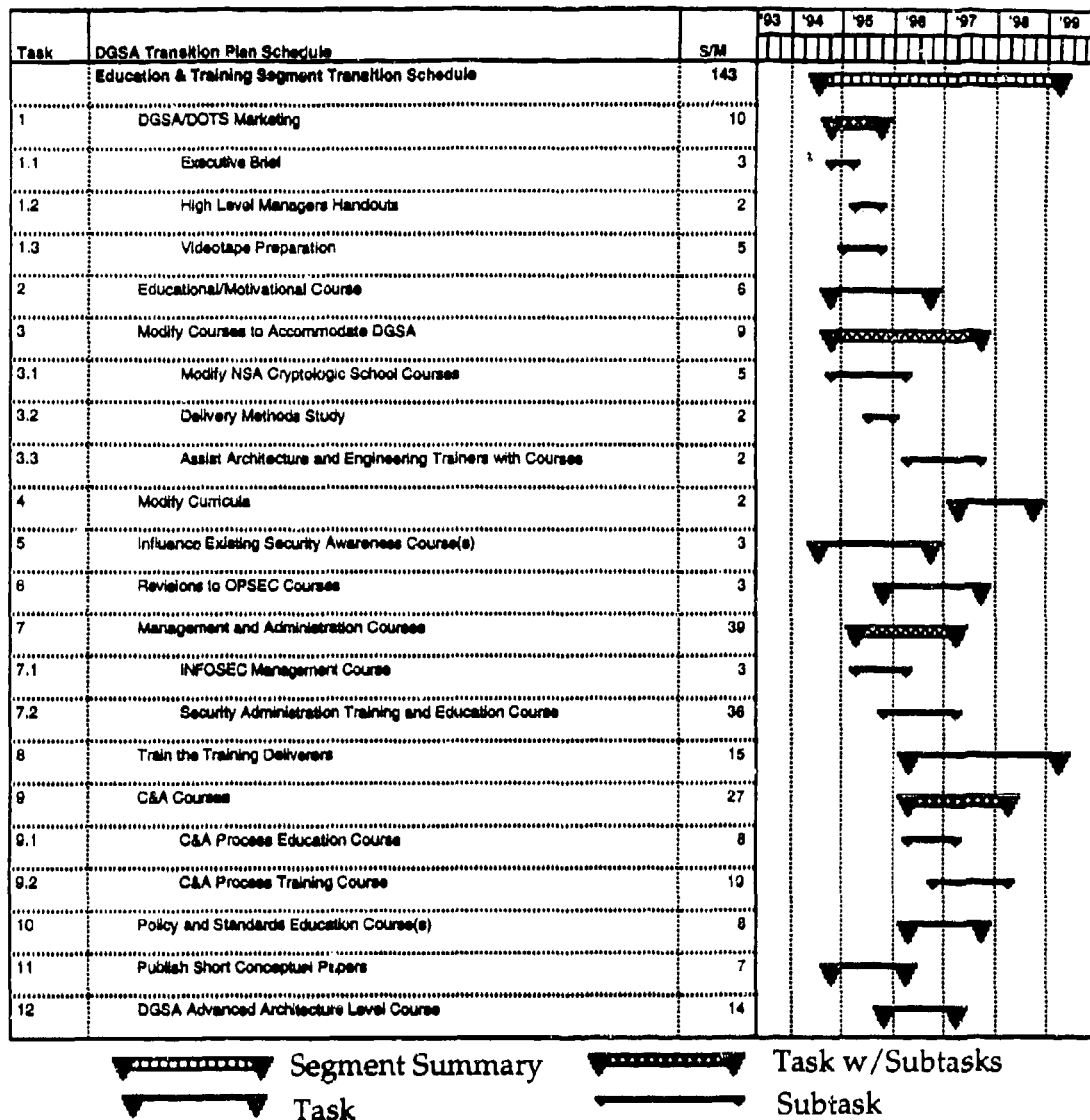 '93 '94 '95 '96 '97 '98 '99
Task DGSA Transition Plan Schedule S/M
Education & Training Segment Transition Schedule 143
1 DGSA/DOTS Marketing 10
1.1 Executive Brief 3
1.2 High Level Managers Handouts 2
1.3 Videotape Preparation 5
2 Educational/Motivational Course 6
3 Modify Courses to Accommodate DGSA 9
3.1 Modify NSA Cryptologic School Courses 5
3.2 Delivery Methods Study 2
3.3 Assist Architecture and Engineering Trainers with Courses 2
4 Modify Curricula 2
5 Influence Existing Security Awareness Course(s) 3
6 Revisions to OPSEC Courses 3
7 Management and Administration Courses 39
7.1 INFOSEC Management Course 3
7.2 Security Administration Training and Education Course 36
8 Train the Training Deliverers 15
9 C&A Courses 27
9.1 C&A Process Education Course 8
9.2 C&A Process Training Course 19
10 Policy and Standards Education Course(s) 8
11 Publish Short Conceptual Papers 7
12 DGSA Advanced Architecture Level Course 14
Segment Summary Task w/Subtasks
Task Subtask